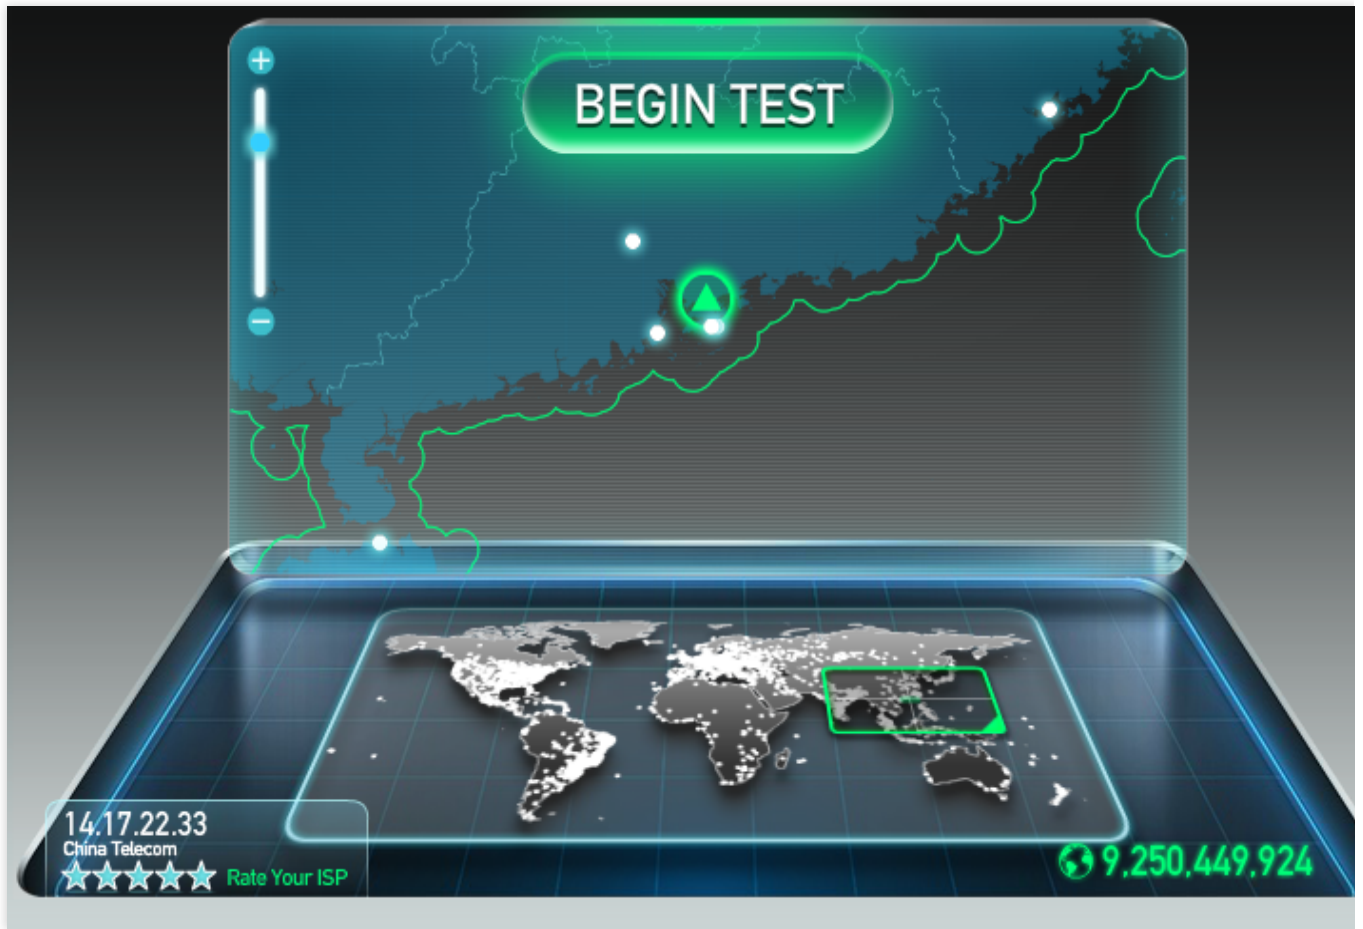 BEGIN TEST
14.17.22.33
China Telecom
Rate Your ISP
9,250,449,924